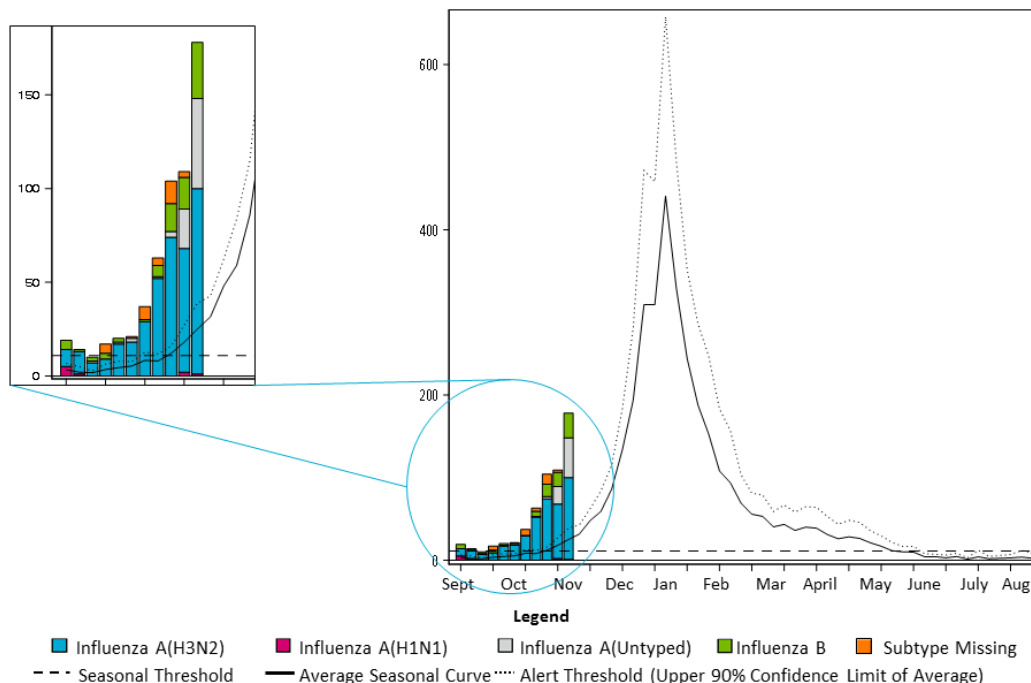 150
100
50
0
600
400
200
0
Sept Oct Nov Dec Jan Feb Mar April May June July Aug
Legend
Influenza A(H3N2) Influenza A(H1N1) Influenza A(Untyped) Influenza B Subtype Missing
Seasonal Threshold Average Seasonal Curve Alert Threshold (Upper 90% Confidence Limit of Average)